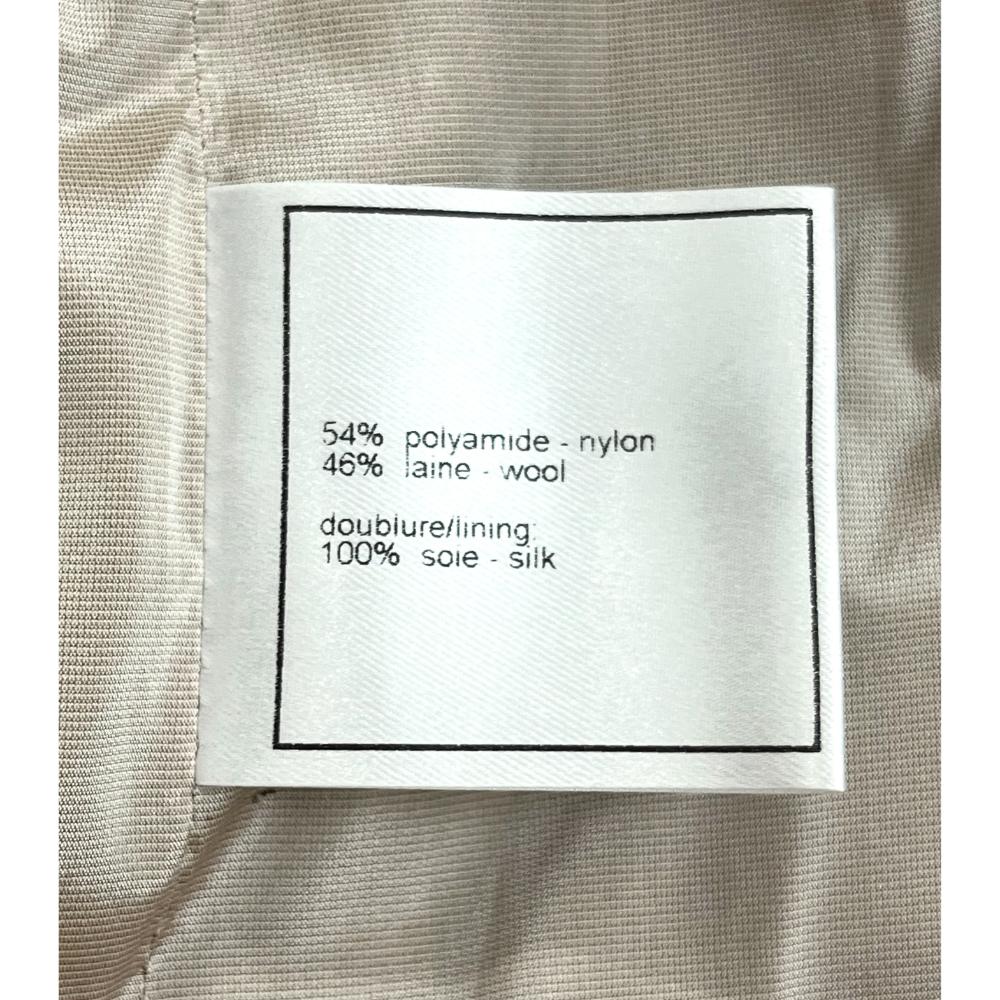 54% polyamide - nylon
46% laine - wool
doublure/lining:
100% soie - silk